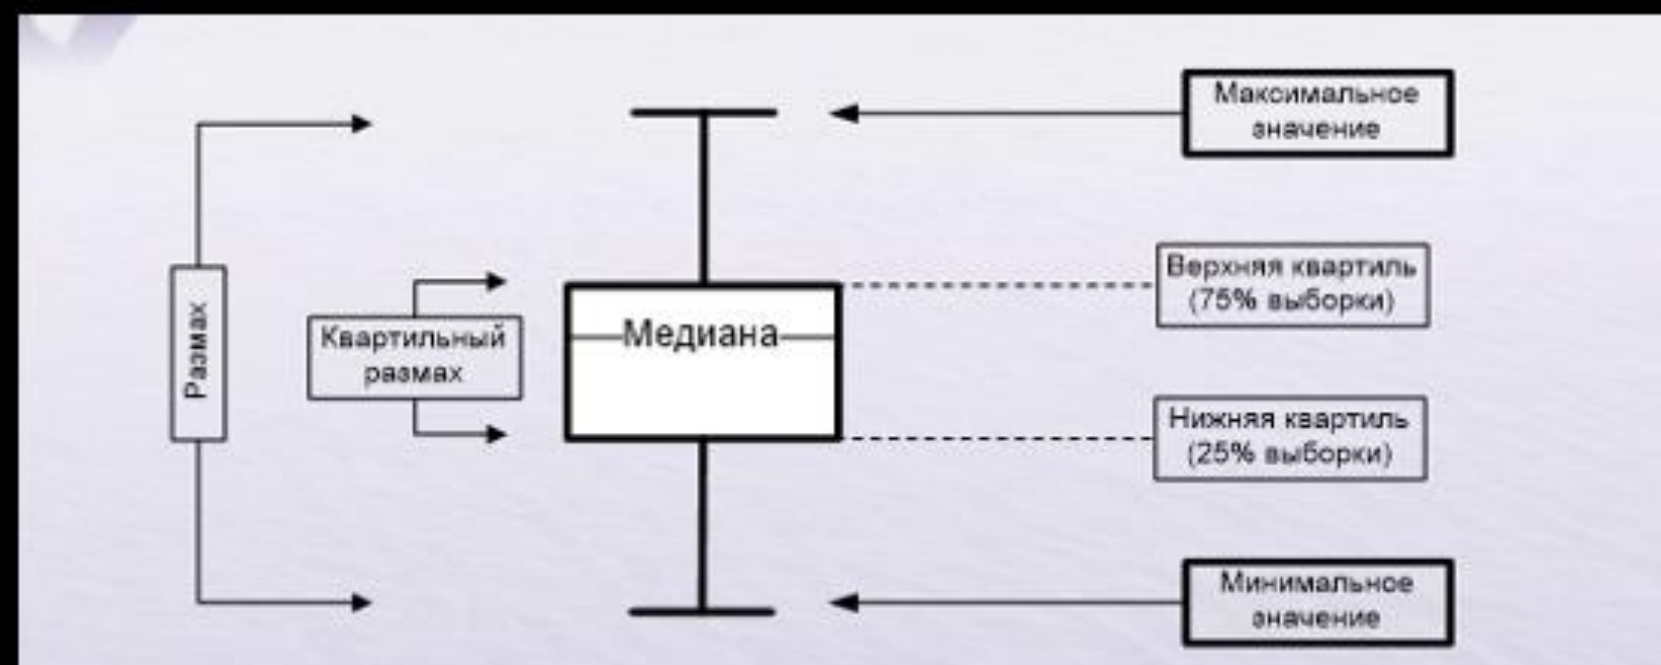 Максимальное
значение
Верхняя квартиль
(75% выборки)
Размах
Квартильный
размах
Медиана
Нижняя квартиль
(25% выборки)
Минимальное
значение